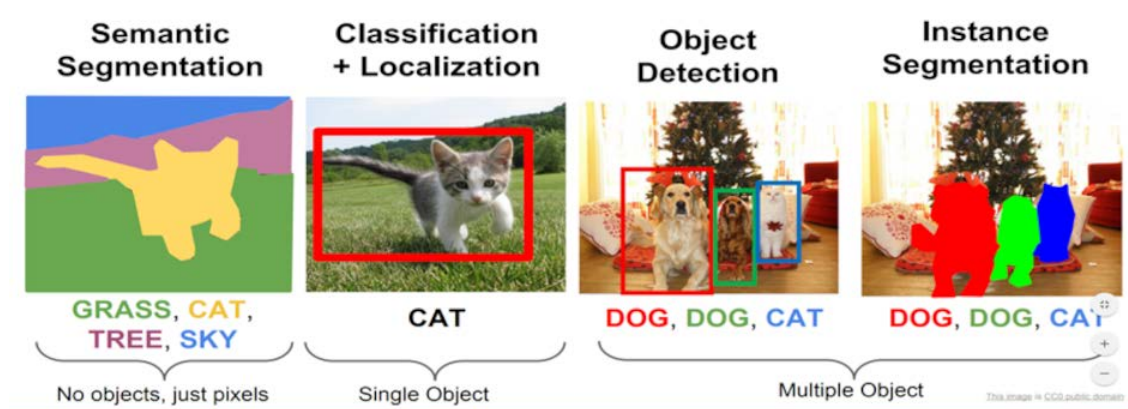 Semantic
Segmentation
Classification
+ Localization
Object
Detection
Instance
Segmentation
GRASS, CAT,
TREE, SKY
CAT
DOG, DOG, CAT
DOG, DOG, CAT
No objects, just pixels
Single Object
Multiple Object
This image is CC0 public domain